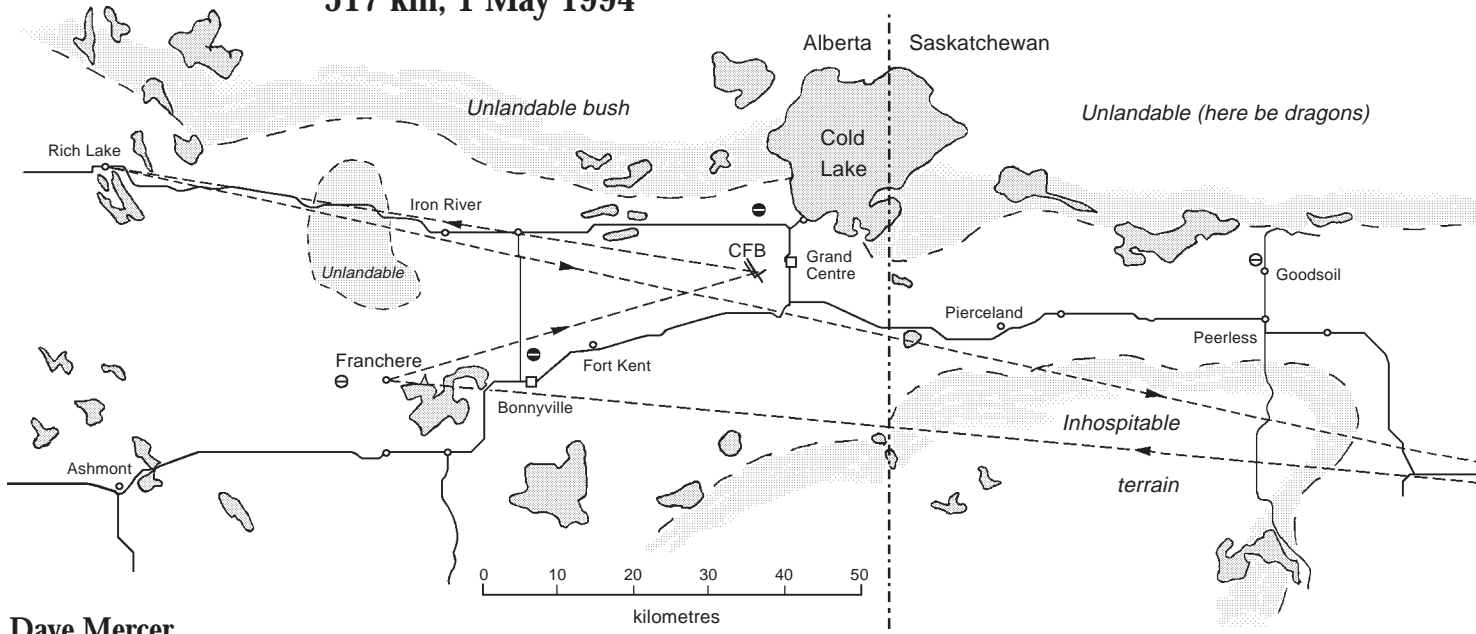 517 km, 1 May 1994
Alberta
Saskatchewan
Unlandable bush
Unlandable (here be dragons)
Cold
Lake
Rich Lake
Iron River
CFB
Grand
Centre
Unlandable
Goodsoil
Pierceland
Peerless
Franchere
Fort Kent
Bonnyville
Inhospitable
terrain
Ashmont
0 10 20 30 40 50
kilometres
Dave Mercer